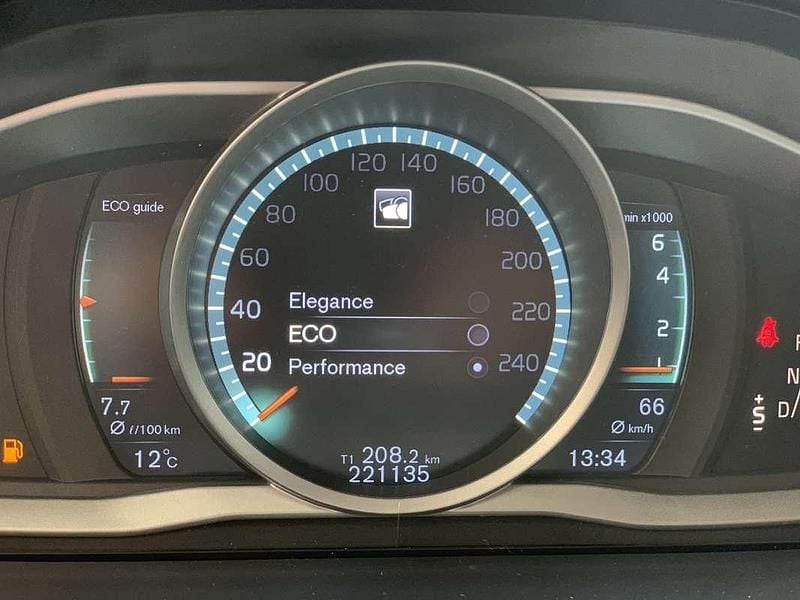 ECO guide
7.7
Ø ℓ/100 km
12°C
20
40
60
80
100
120
140
160
180
200
220
240
Elegance
ECO
Performance
T1 208.2 km
221135
min x1000
6
4
2
66
Ø km/h
13:34
N
D/
+
S
−